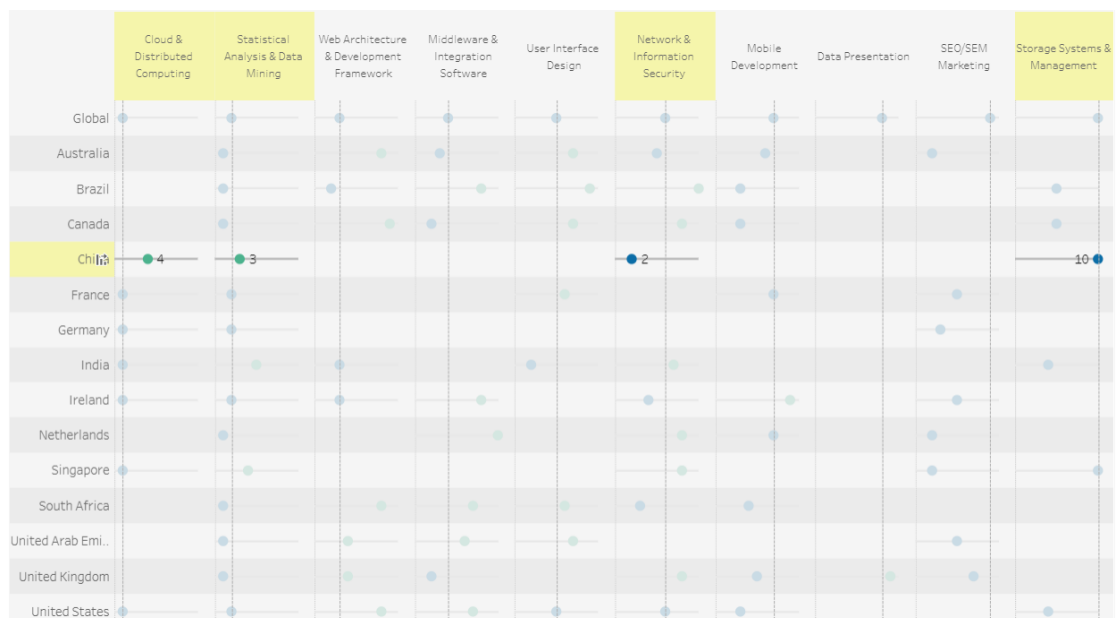 Cloud &
Distributed
Computing
Statistical
Analysis & Data
Mining
Web Architecture
& Development
Framework
Middleware &
Integration
Software
User Interface
Design
Network &
Information
Security
Mobile
Development
Data Presentation
SEO/SEM
Marketing
Storage Systems &
Management
Global
Australia
Brazil
Canada
China 4 3 2 10
France
Germany
India
Ireland
Netherlands
Singapore
South Africa
United Arab Emi..
United Kingdom
United States